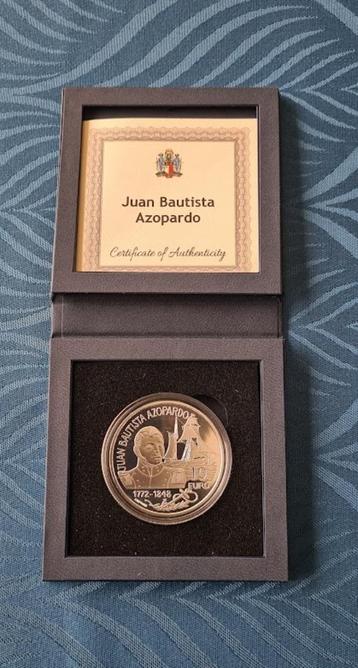 Juan Bautista
Azopardo
Certificate of Authenticity
JUAN BAUTISTA AZOPARDO
10
EURO
1772-1848